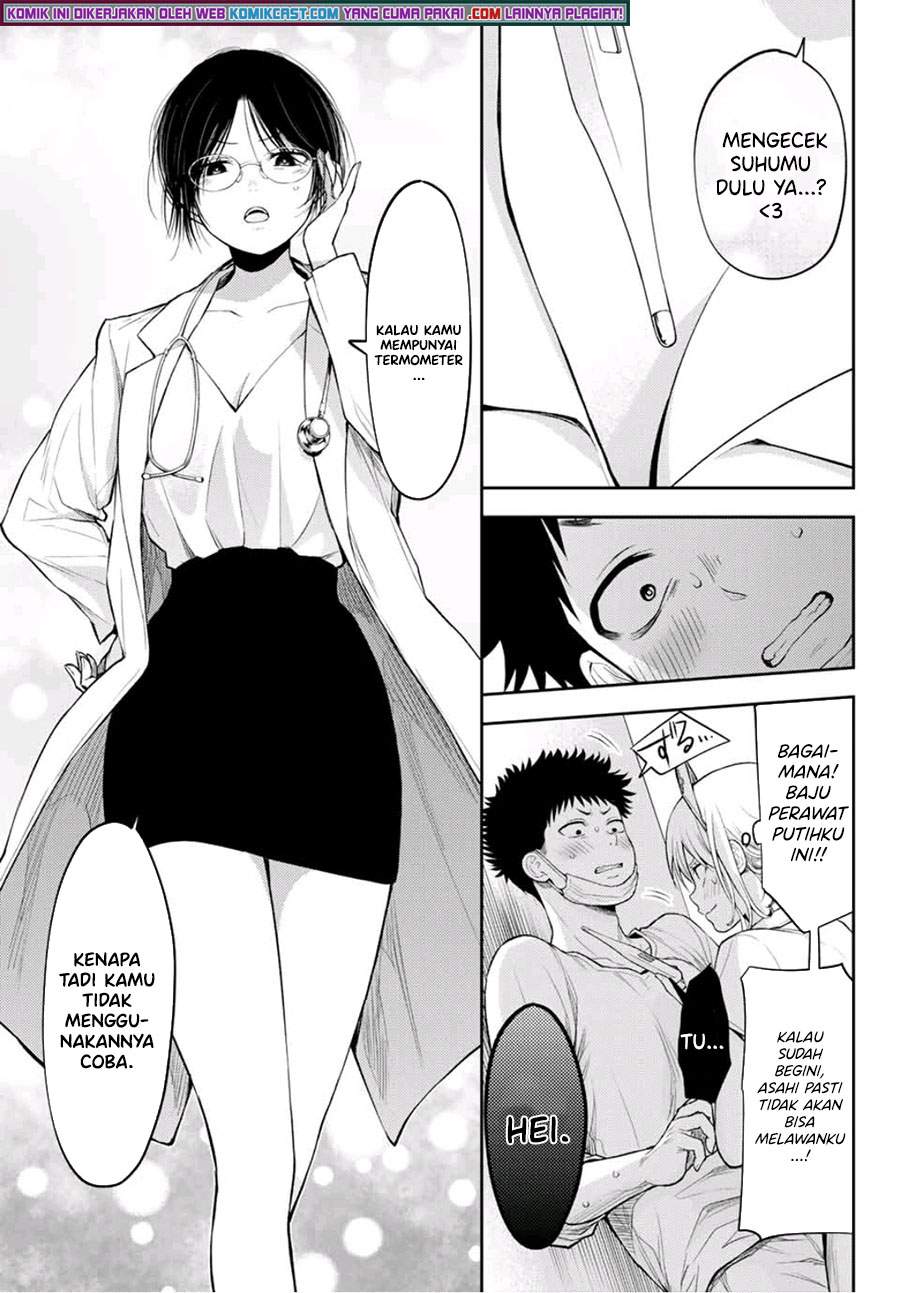 KOMIK INI DIKERJAKAN OLEH WEB KOMIKCAST.COM YANG CUMA PAKAI .COM LAINNYA PLAGIAT!
MENGECEK
SUHUMU
DULU YA...?
<3
ずる...
BAGAI-
MANA!
BAJU
PERAWAT
PUTIHKU
INI!!
KALAU
SUDAH
BEGINI,
ASAHI PASTI
TIDAK AKAN
BISA
MELAWANKU
...!
TU...
HEI.
KALAU KAMU
MEMPUNYAI
TERMOMETER
...
KENAPA
TADI KAMU
TIDAK
MENGGU-
NAKANNYA
COBA.